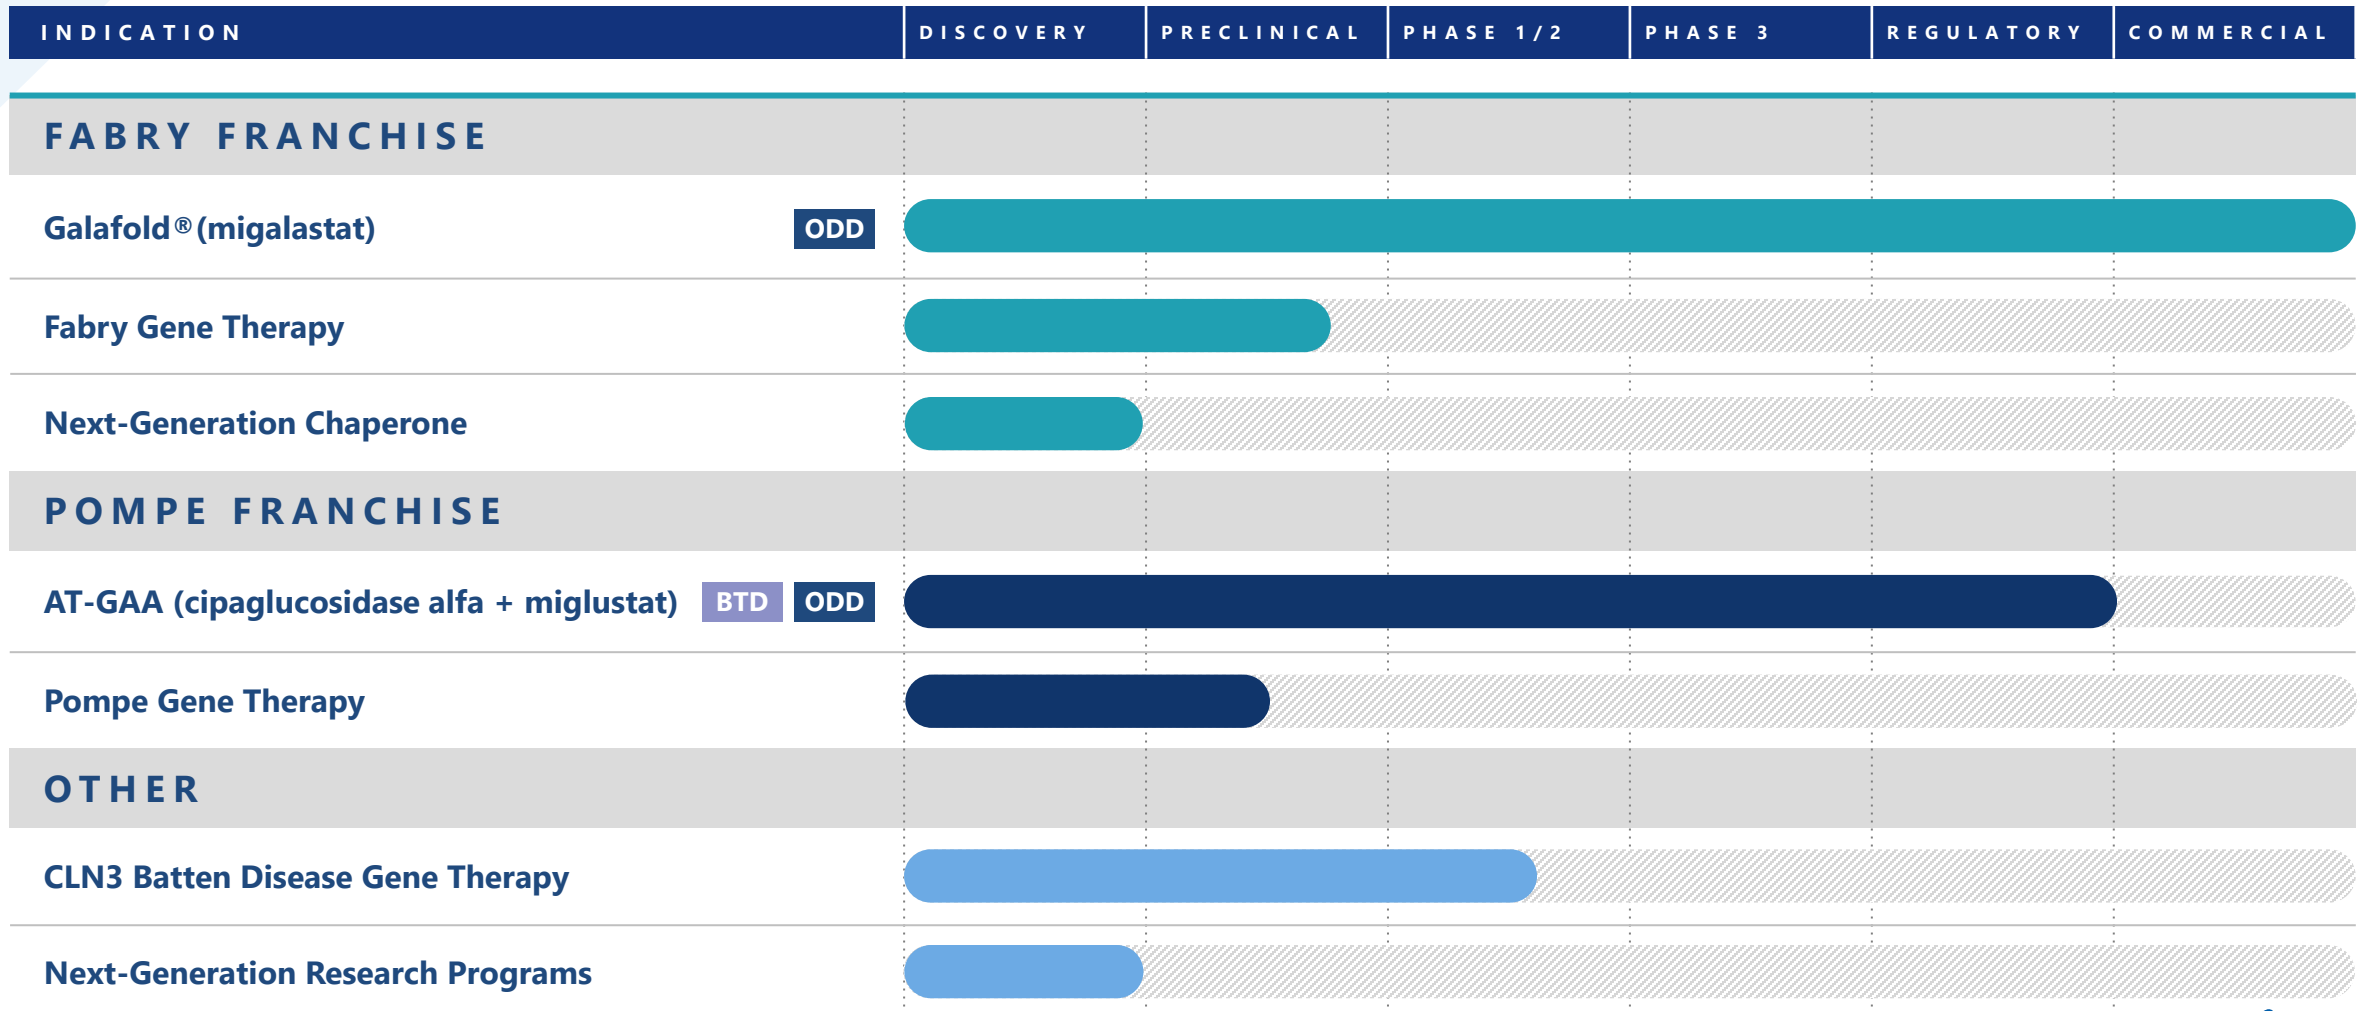 INDICATION DISCOVERY PRECLINICAL PHASE 1/2 PHASE 3 REGULATORY COMMERCIAL
FABRY FRANCHISE
Galafold® (migalastat) ODD
Fabry Gene Therapy
Next-Generation Chaperone
POMPE FRANCHISE
AT-GAA (cipaglucosidase alfa + miglustat) BTD ODD
Pompe Gene Therapy
OTHER
CLN3 Batten Disease Gene Therapy
Next-Generation Research Programs